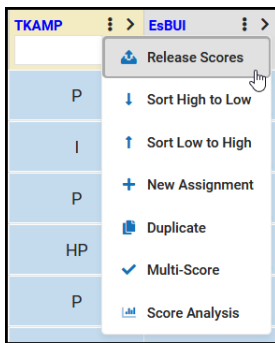 TKAMP
EsBUI
Release Scores
P
Sort High to Low
I
Sort Low to High
P
New Assignment
Duplicate
HP
Multi-Score
P
Score Analysis